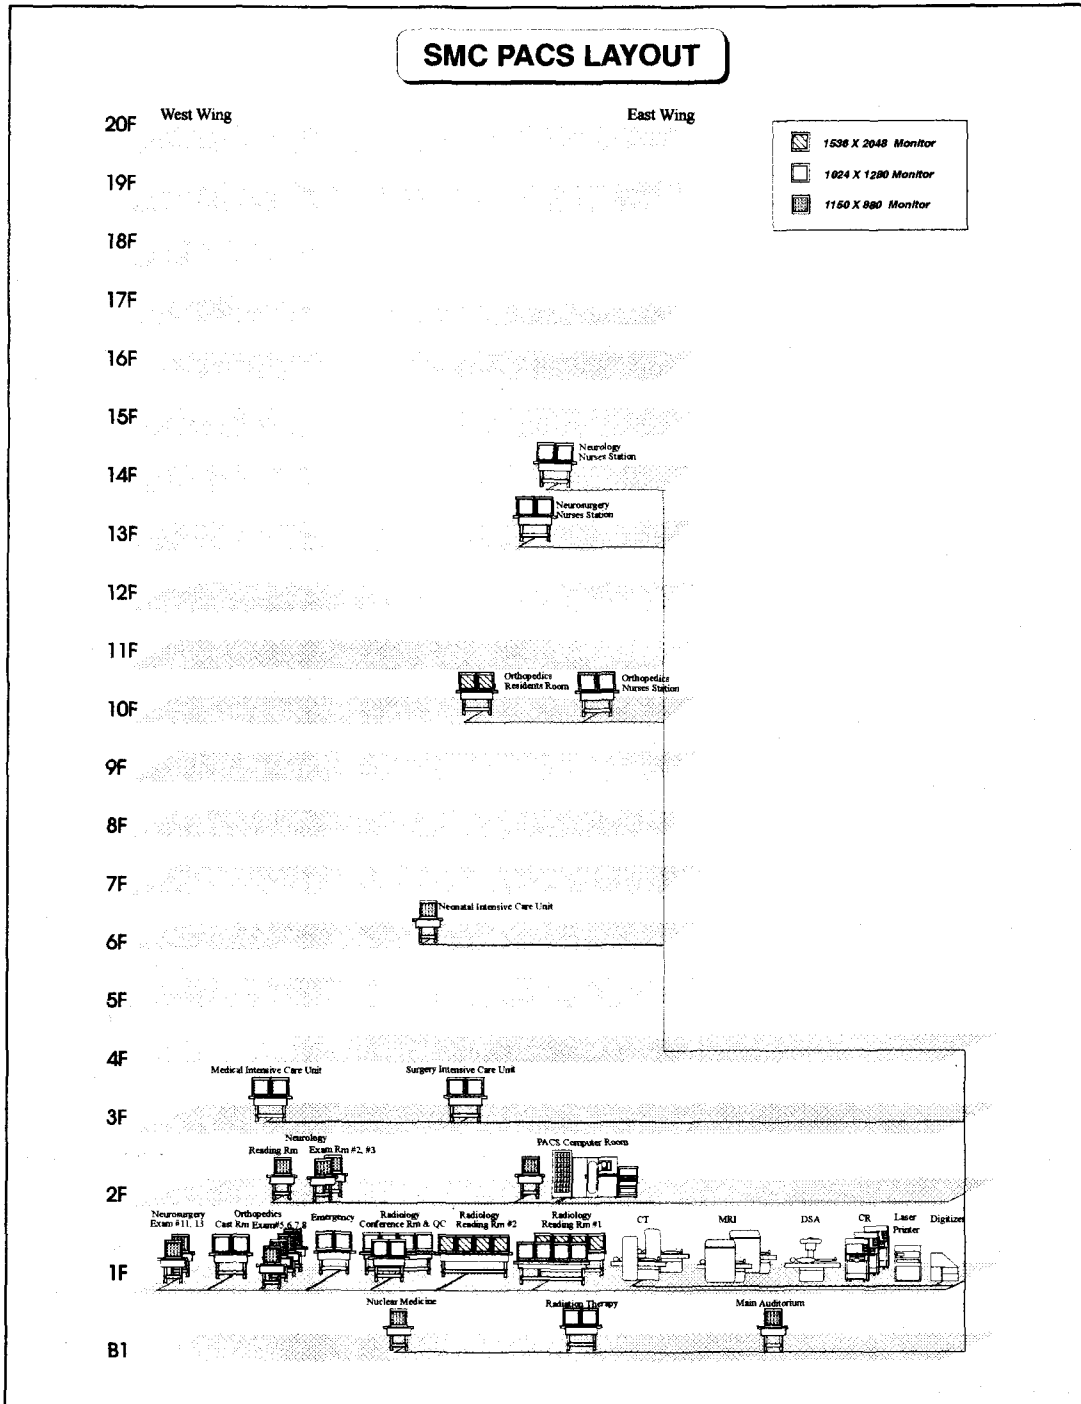 SMC PACS LAYOUT
West Wing
East Wing
1536 X 2048 Monitor
1024 X 1280 Monitor
1150 X 880 Monitor
20F
19F
18F
17F
16F
15F
Neurology
Nurses Station
14F
Neurosurgery
Nurses Station
13F
12F
11F
Orthopedics
Residents Room
Orthopedics
Nurses Station
10F
9F
8F
7F
Neonatal Intensive Care Unit
6F
5F
4F
Medical Intensive Care Unit
Surgery Intensive Care Unit
3F
Neurology
Reading Rm
Exam Rm #2, #3
PACS Computer Room
2F
Neurosurgery
Exam #11, 13
Orthopedics
Cast Rm Exam#5,6,7,8
Emergency
Radiology
Conference Rm & QC
Radiology
Reading Rm #2
Radiology
Reading Rm #1
CT
MRI
DSA
CR
Laser
Printer
Digitizer
1F
Nuclear Medicine
Radiation Therapy
Main Auditorium
B1